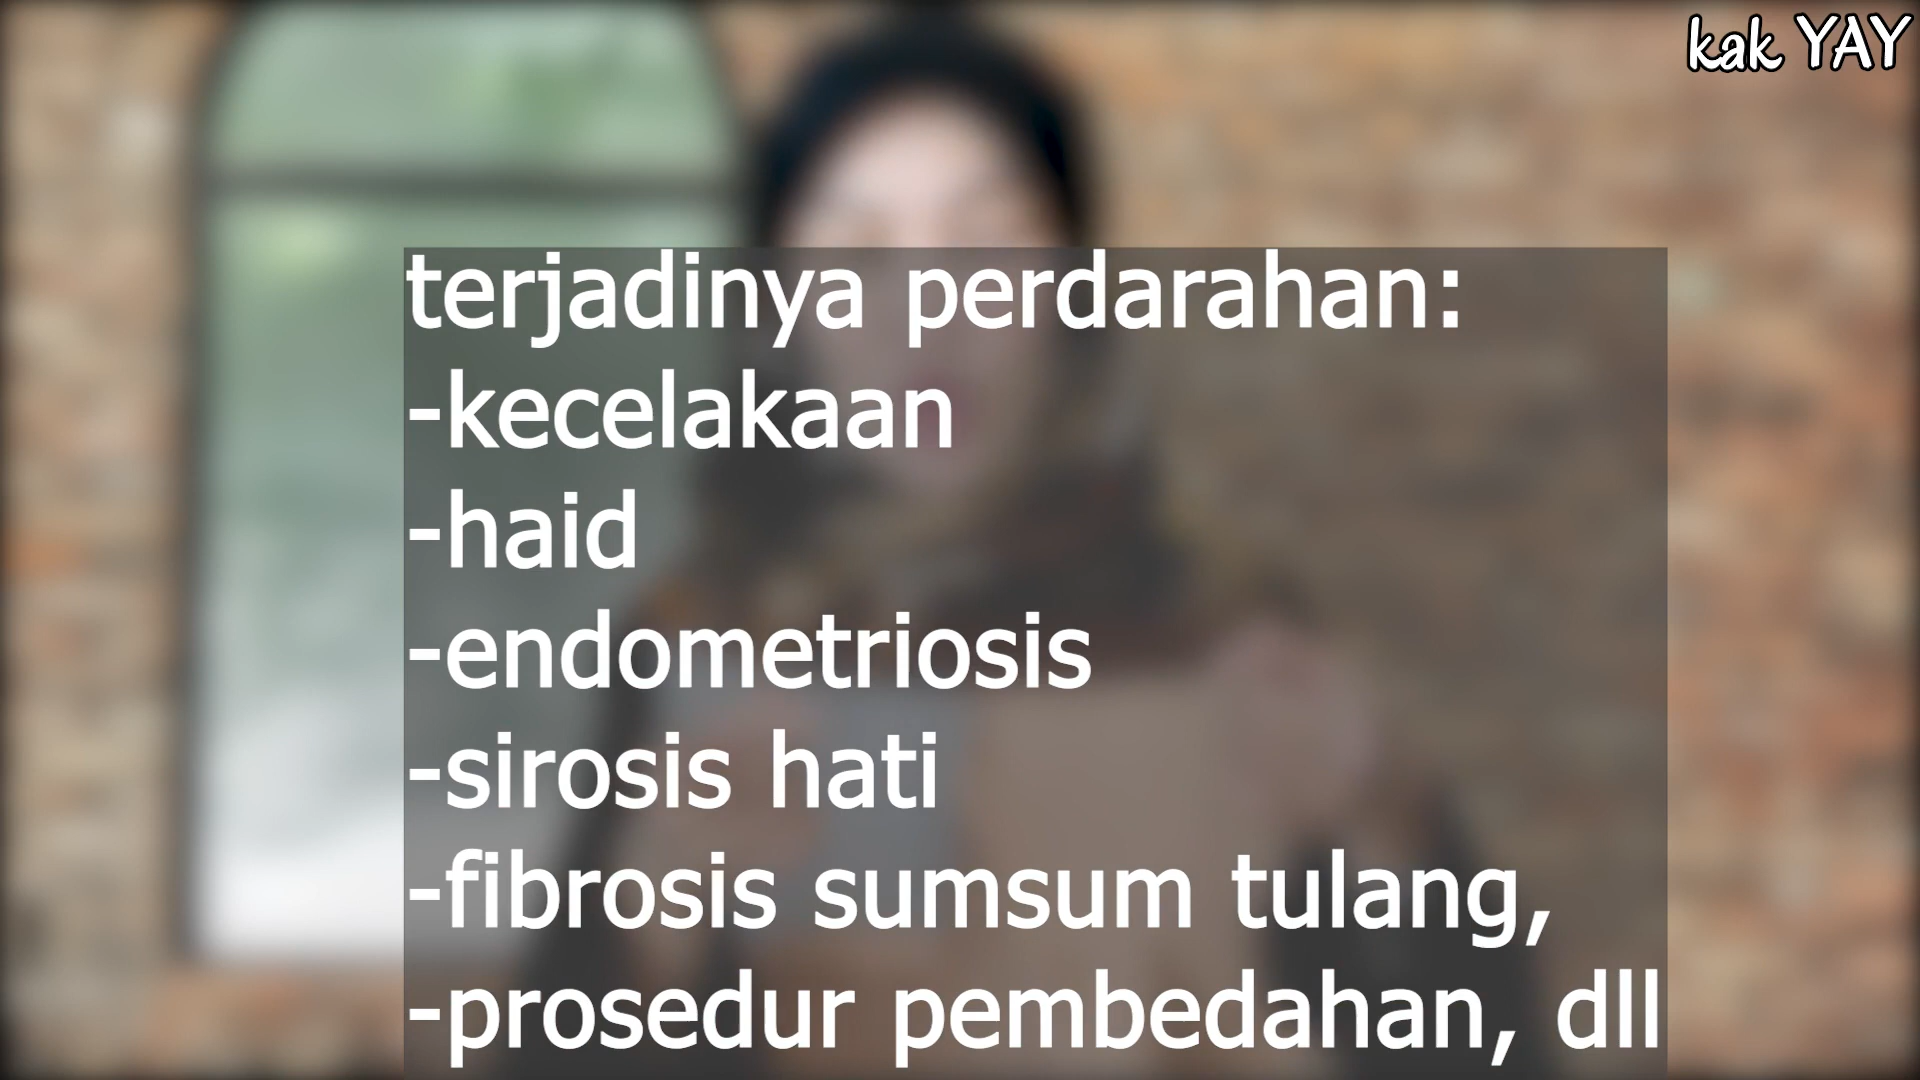 kak YAY
terjadinya perdarahan:
-kecelakaan
-haid
-endometriosis
-sirosis hati
-fibrosis sumsum tulang,
-prosedur pembedahan, dll